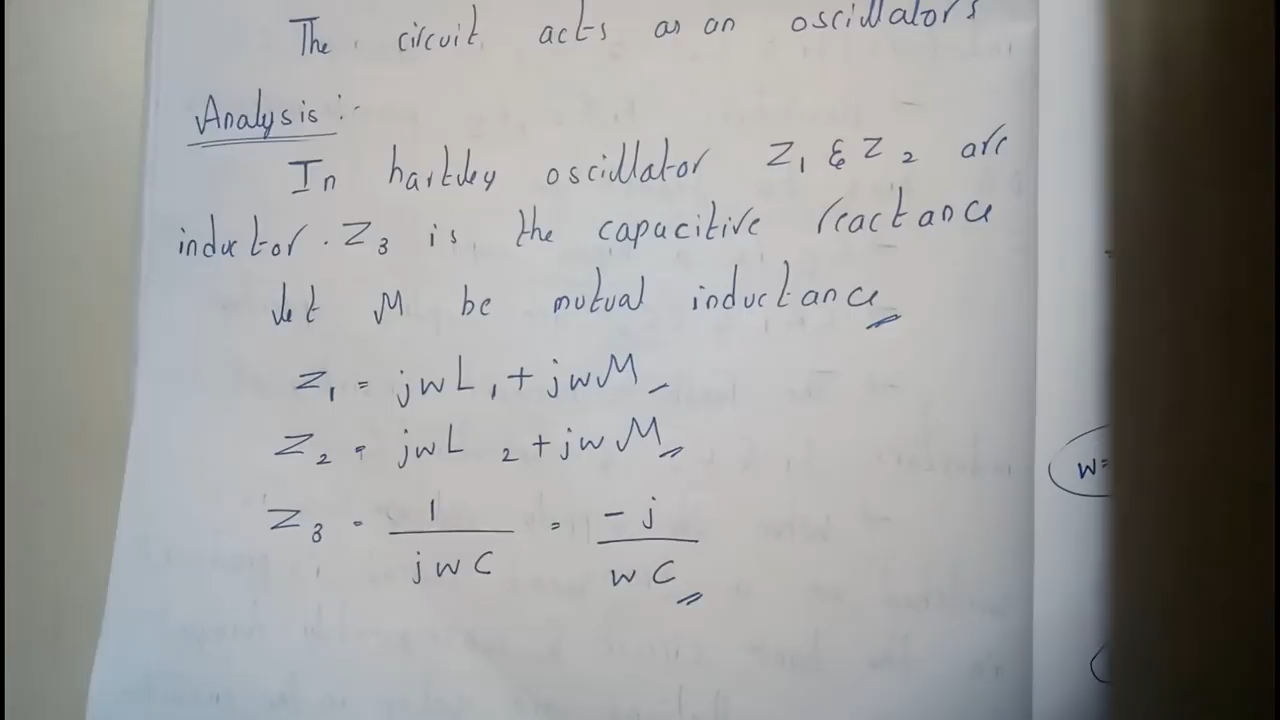 The circuit acts as an oscillators
Analysis :-
In hartley oscillator Z₁ & Z₂ are
inductor . Z₃ is the capacitive reactance
let M be mutual inductance
Z₁ = jwL₁ + jwM
Z₂ = jwL₂ + jwM
Z₃ = 1/jwC = -j/wC
w=